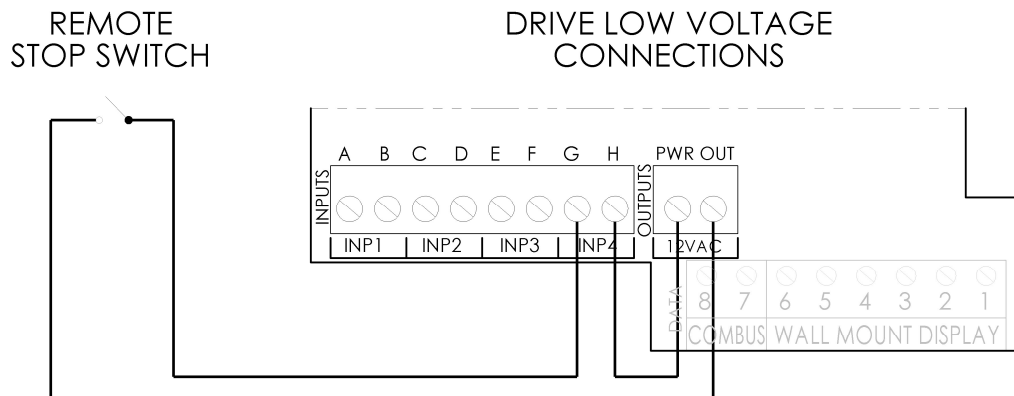 REMOTE
STOP SWITCH
DRIVE LOW VOLTAGE
CONNECTIONS
A B C D E F G H PWR OUT
INPUTS
OUTPUTS
INP1 INP2 INP3 INP4 12VAC
DATA
8 7 6 5 4 3 2 1
COMBUS WALL MOUNT DISPLAY